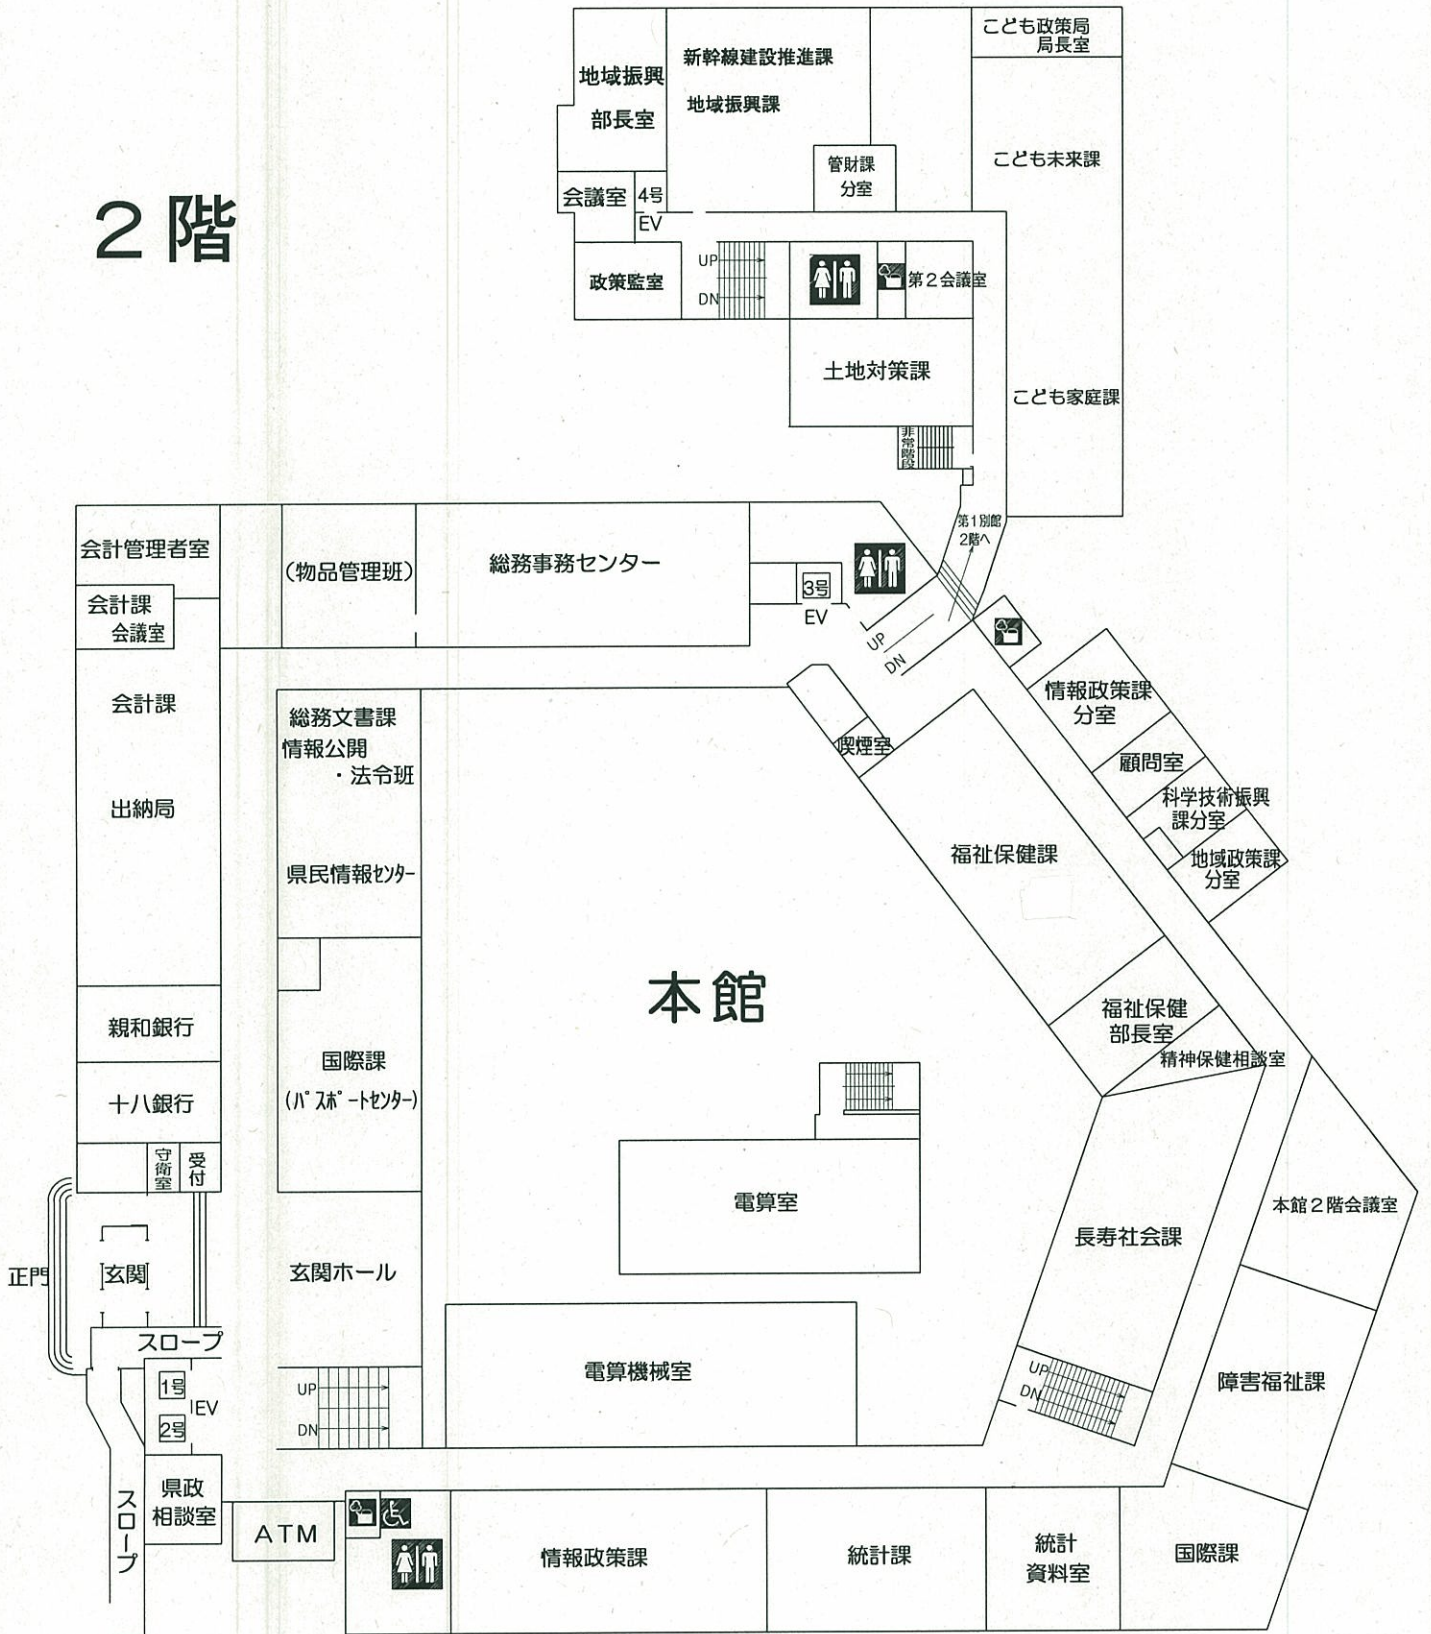 ２階
地域振興
部長室
新幹線建設推進課
地域振興課
こども政策局
局長室
こども未来課
管財課
分室
会議室
4号
EV
政策監室
UP
DN
第２会議室
土地対策課
こども家庭課
非常階段
第1別館
2階へ
会計管理者室
会計課
会議室
(物品管理班)
総務事務センター
3号
EV
UP
DN
会計課
出納局
総務文書課
情報公開
・法令班
県民情報センター
喫煙室
情報政策課
分室
顧問室
科学技術振興
課分室
地域政策課
分室
福祉保健課
本館
福祉保健
部長室
精神保健相談室
親和銀行
十八銀行
守衛室
受付
国際課
(パスポートセンター)
電算室
長寿社会課
本館２階会議室
正門
玄関
玄関ホール
スロープ
1号
2号
EV
UP
DN
電算機械室
UP
DN
障害福祉課
県政
相談室
スロープ
ATM
情報政策課
統計課
統計
資料室
国際課